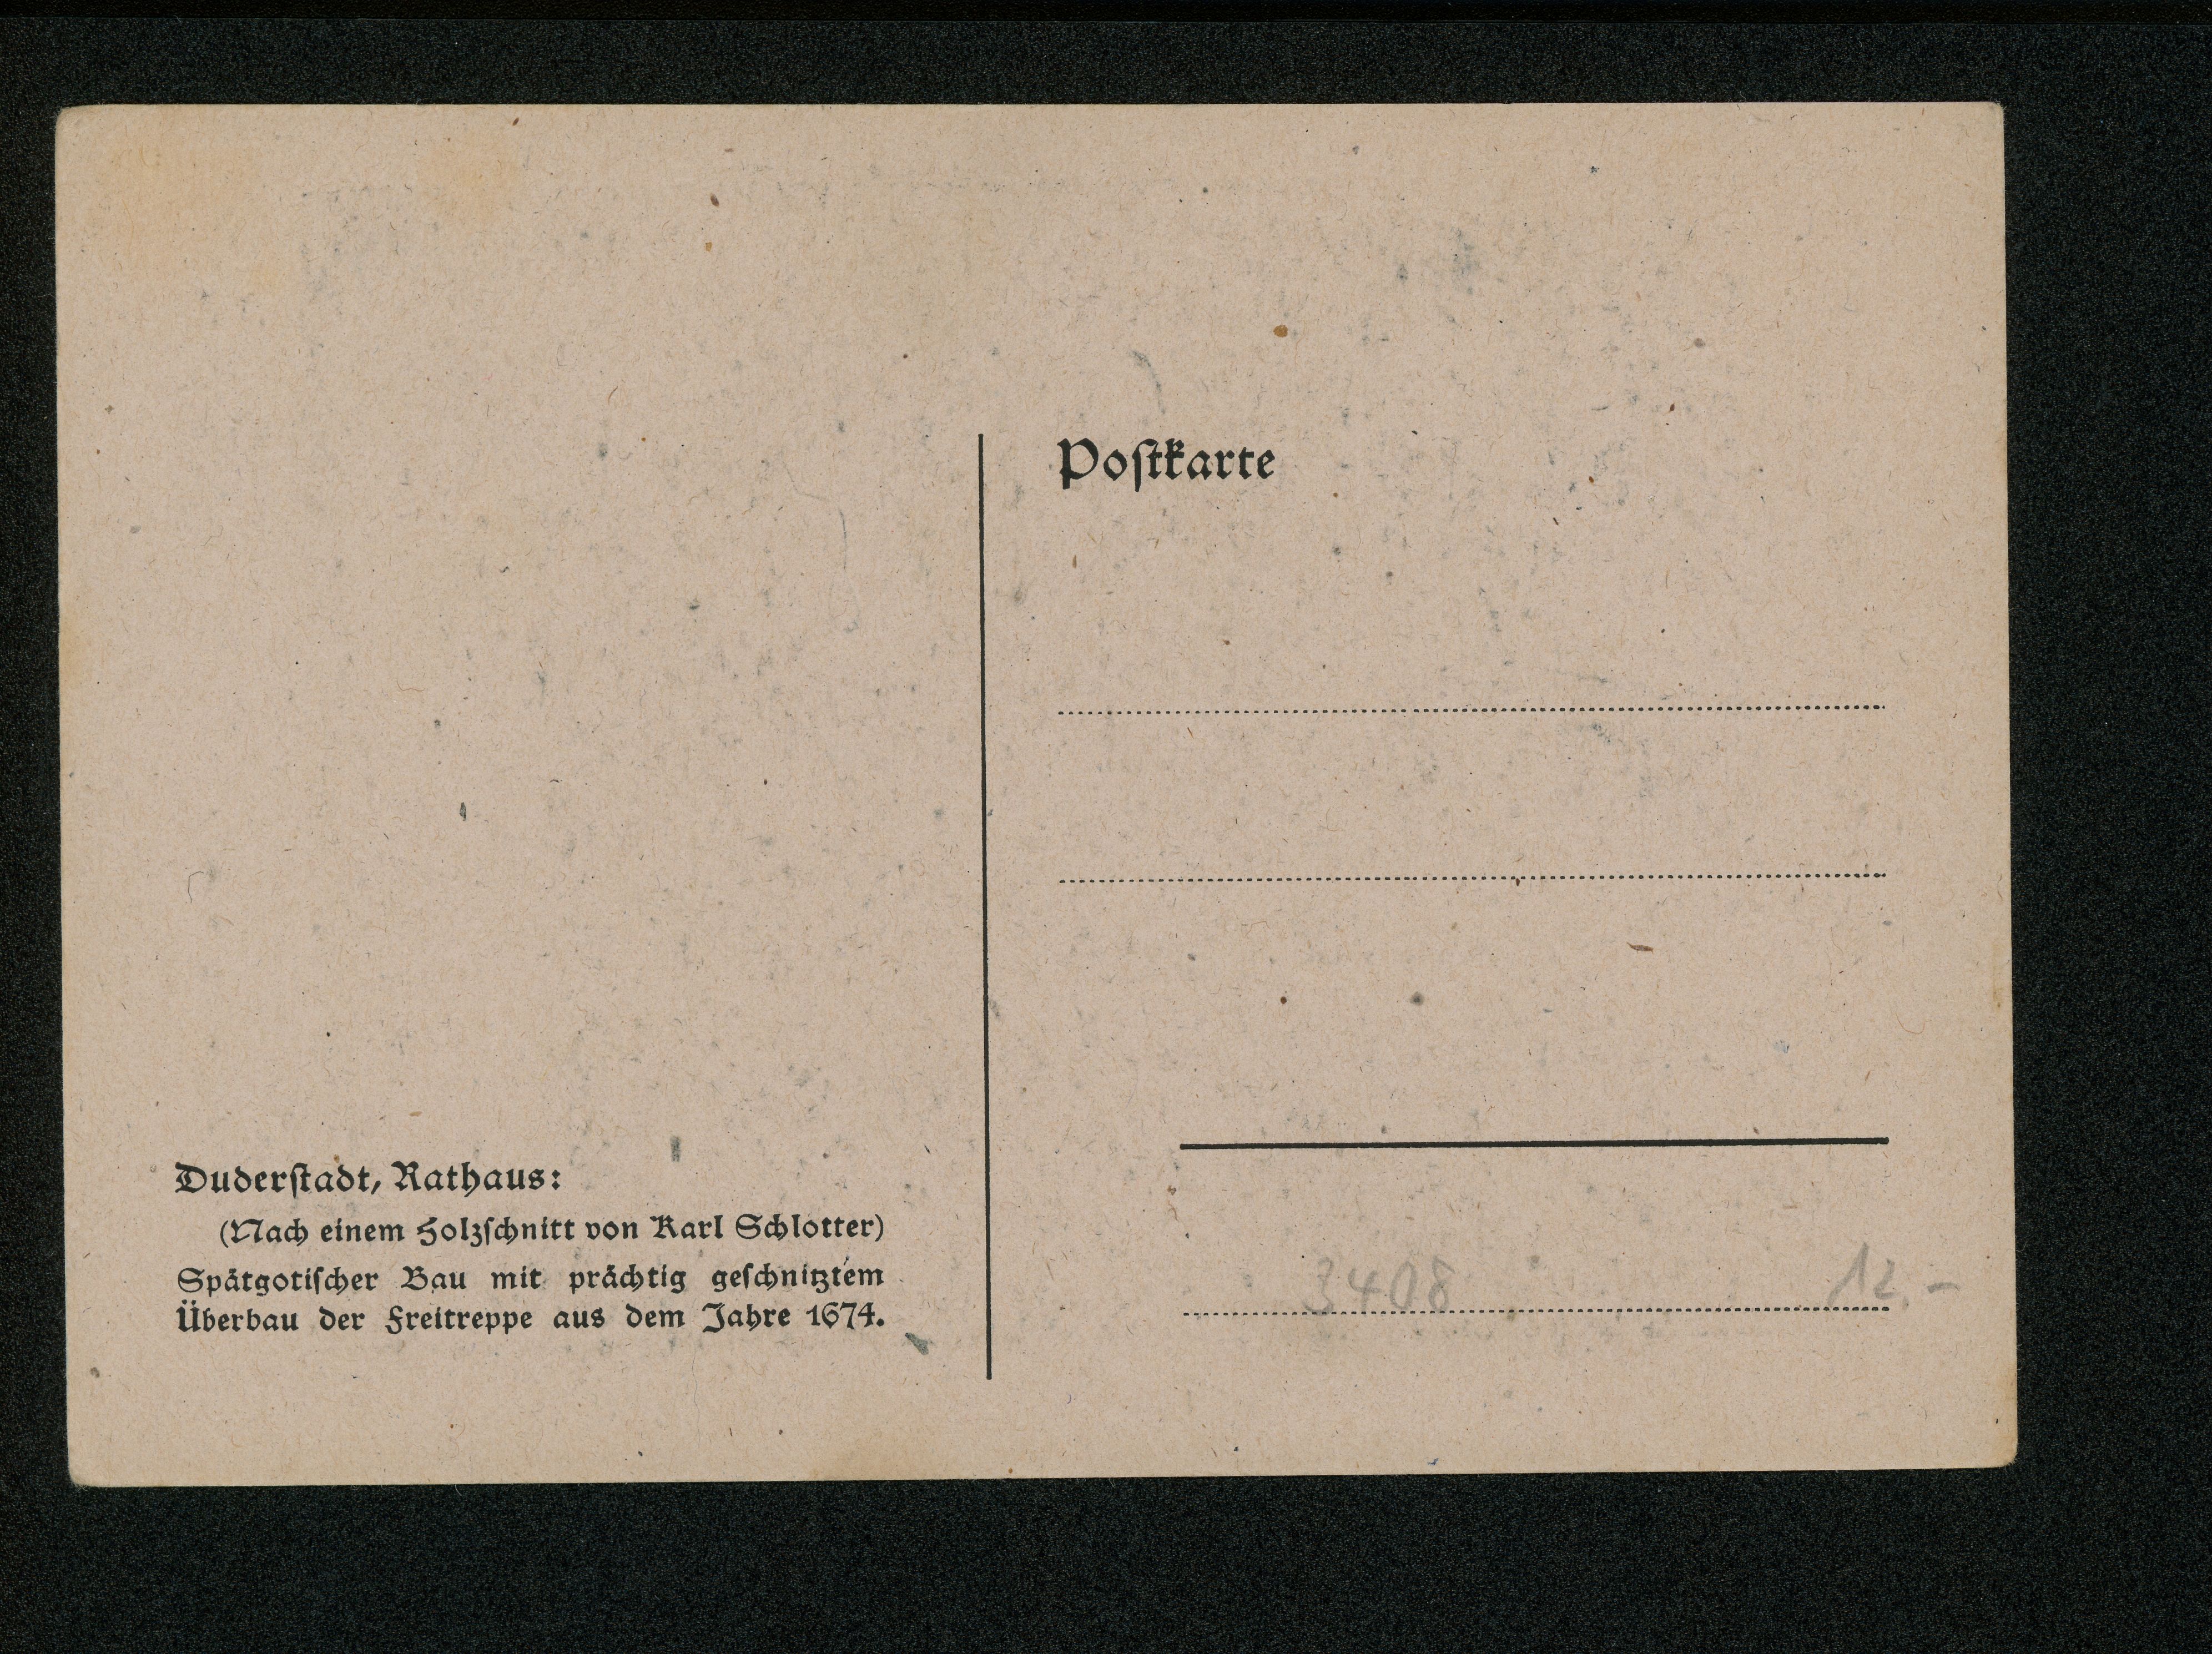 Postkarte
Duderstadt, Rathaus:
(Nach einem Holzschnitt von Karl Schlotter)
Spätgotischer Bau mit prächtig geschnitztem
Überbau der Freitreppe aus dem Jahre 1674.
3408 12.-